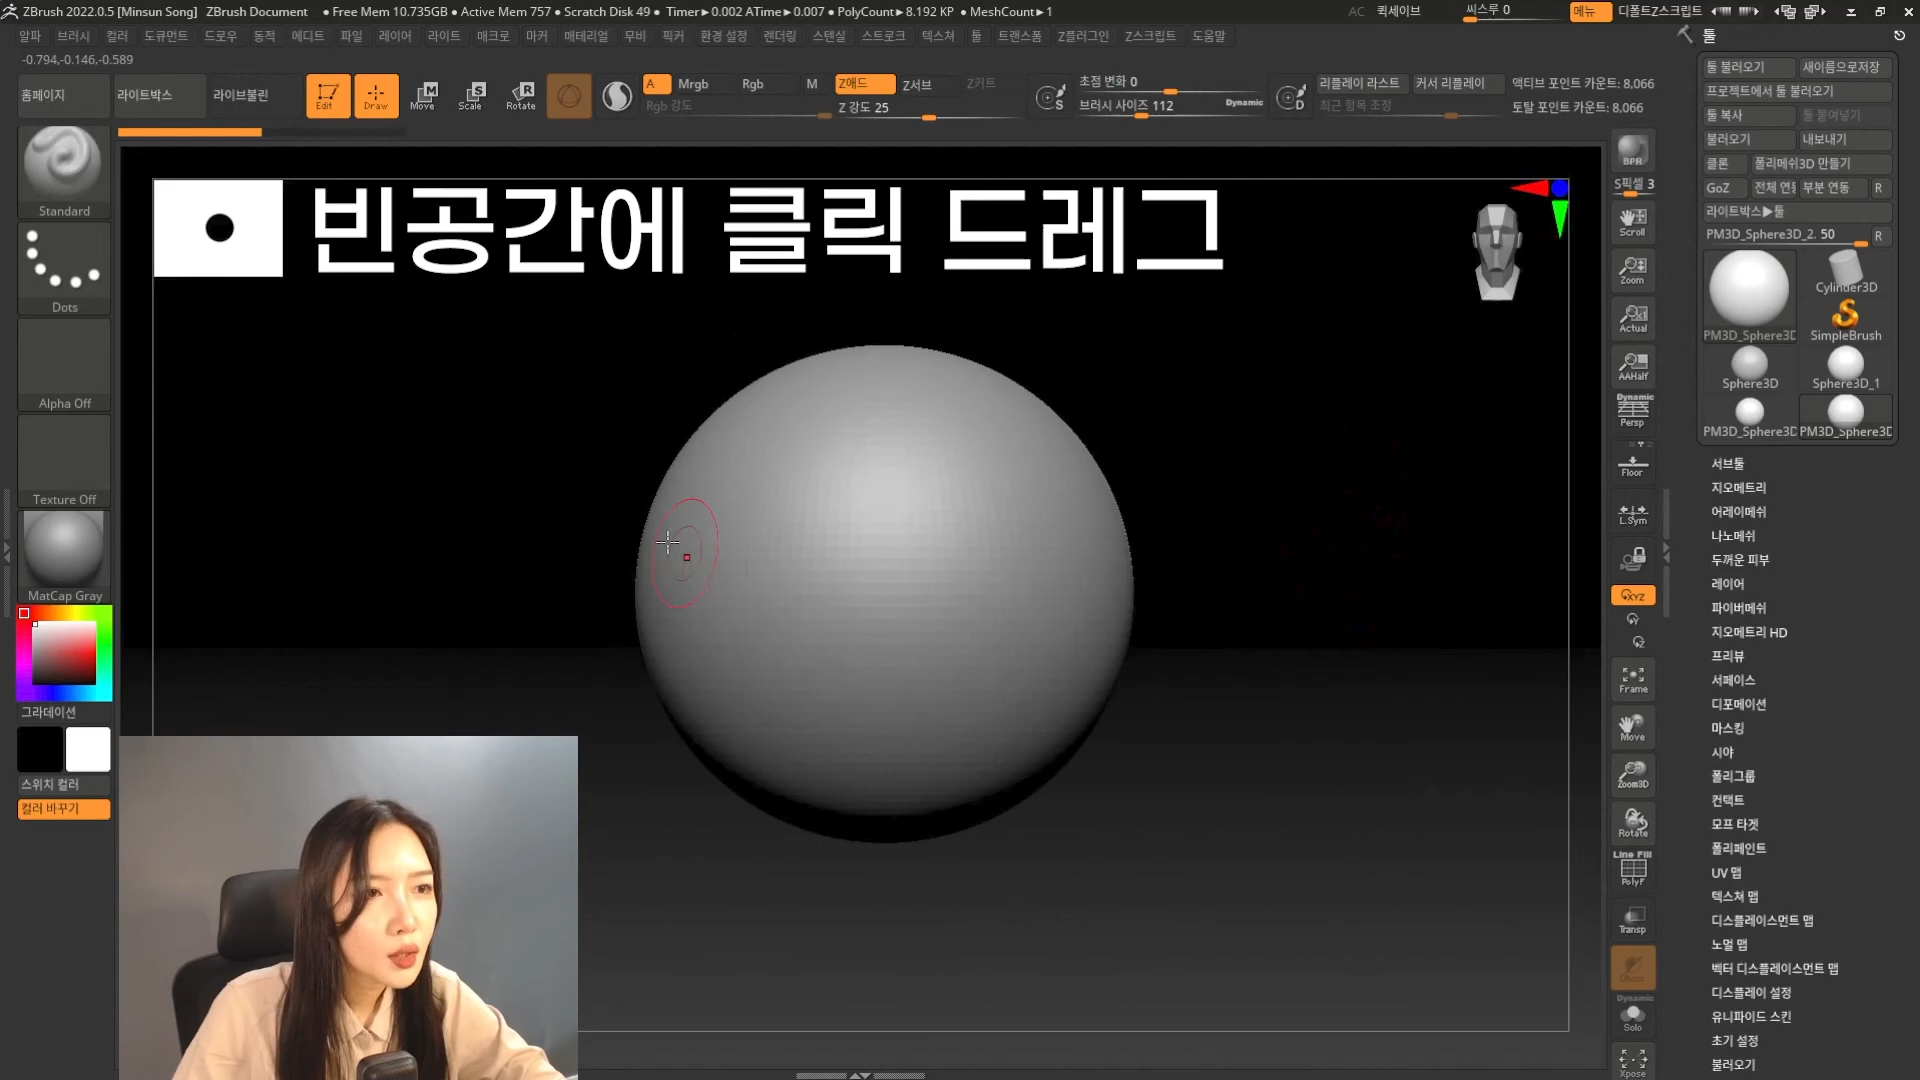 ZBrush 2022.0.5 [Minsun Song] ZBrush Document ● Free Mem 10.735GB ● Active Mem 757 ● Scratch Disk 49 ● Timer►0.002 ATime►0.007 ● PolyCount►8.192 KP ● MeshCount►1 AC 퀵세이브 씨스루 0 메뉴 디폴트Z스크립트
알파 브러시 컬러 도큐먼트 드로우 동적 에디트 파일 레이어 라이트 매크로 마커 매테리얼 무비 픽커 환경 설정 렌더링 스텐실 스트로크 텍스쳐 툴 트랜스폼 Z플러그인 Z스크립트 도움말
툴
-0.794,-0.146,-0.589
홈페이지 라이트박스 라이브불린
Edit Draw Move Scale Rotate
A Mrgb Rgb M
Rgb 강도
Z애드 Z서브 Z커트
Z 강도 25
초점 변화 0
브러시 사이즈 112 Dynamic
리플레이 라스트 커서 리플레이
최근 항목 조정
액티브 포인트 카운트: 8,066
토탈 포인트 카운트: 8,066
빈공간에 클릭 드레그
Standard
Dots
Alpha Off
Texture Off
MatCap Gray
그라데이션
스위치 컬러
컬러 바꾸기
BPR
S픽셀 3
Scroll
Zoom
Actual
AAHalf
Dynamic
Persp
Floor
L.Sym
XYZ
Frame
Move
Zoom3D
Rotate
Line Fill
PolyF
Transp
Ghost
Dynamic
Solo
Xpose
툴 불러오기 새이름으로저장
프로젝트에서 툴 불러오기
툴 복사 툴 붙여넣기
불러오기 내보내기
클론 폴리메쉬3D 만들기
GoZ 전체 연동 부분 연동 R
라이트박스▶툴
PM3D_Sphere3D_2. 50 R
PM3D_Sphere3D Cylinder3D
SimpleBrush
Sphere3D Sphere3D_1
PM3D_Sphere3D PM3D_Sphere3D
서브툴
지오메트리
어레이메쉬
나노메쉬
두꺼운 피부
레이어
파이버메쉬
지오메트리 HD
프리뷰
서페이스
디포메이션
마스킹
시야
폴리그룹
컨택트
모프 타겟
폴리페인트
UV 맵
텍스쳐 맵
디스플레이스먼트 맵
노멀 맵
벡터 디스플레이스먼트 맵
디스플레이 설정
유니파이드 스킨
초기 설정
불러오기